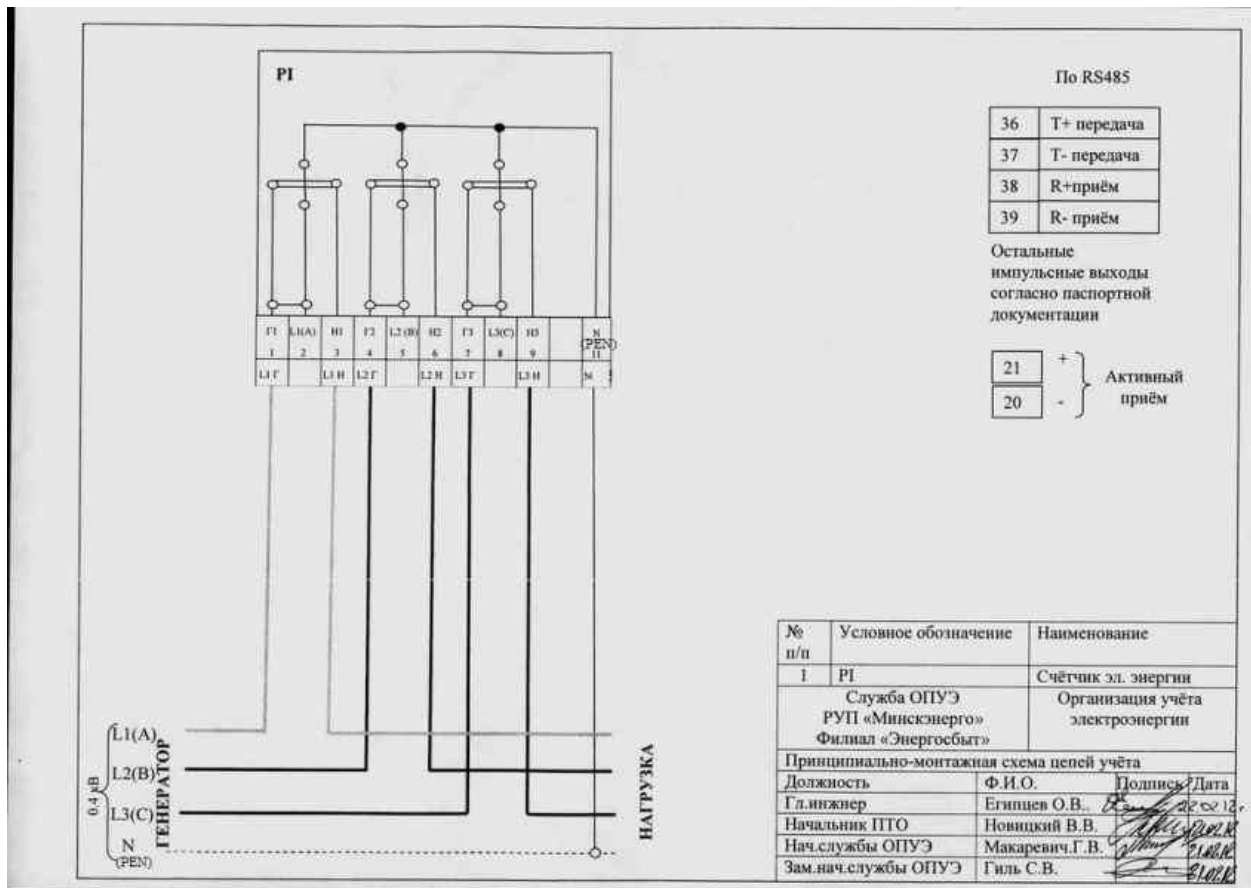 PI
Г1 L1(A) Н1 Г2 L2 (В) Н2 Г3 L3(С) Н3 N
(PEN)
1 2 3 4 5 6 7 8 9 11
L1 Г L1 Н L2 Г L2 Н L3 Г L3 Н N
По RS485
36 Т+ передача
37 Т- передача
38 R+приём
39 R- приём
Остальные
импульсные выходы
согласно паспортной
документации
21 +
20 -
Активный
приём
0.4 кВ
L1(A)
L2(B)
L3(C)
N
(PEN)
ГЕНЕРАТОР
НАГРУЗКА
№ Условное обозначение Наименование
п/п
1 PI Счётчик эл. энергии
Служба ОПУЭ Организация учёта
РУП «Минскэнерго» электроэнергии
Филиал «Энергосбыт»
Принципиально-монтажная схема цепей учёта
Должность Ф.И.О. Подпись Дата
Гл.инжнер Египцев О.В..
Начальник ПТО Новицкий В.В.
Нач.службы ОПУЭ Макаревич.Г.В.
Зам.нач.службы ОПУЭ Гиль С.В.